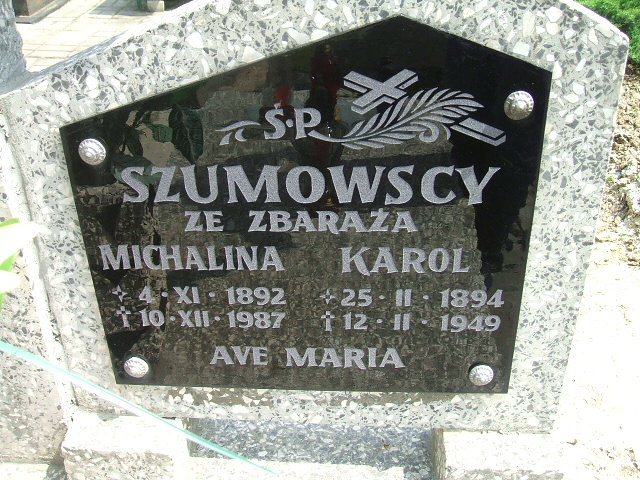 Ś.P.
SZUMOWSCY
ZE ZBARAŻA
MICHALINA KAROL
4 · XI · 1892 25 · II · 1894
† 10 · XII · 1987 † 12 · II · 1949
AVE MARIA